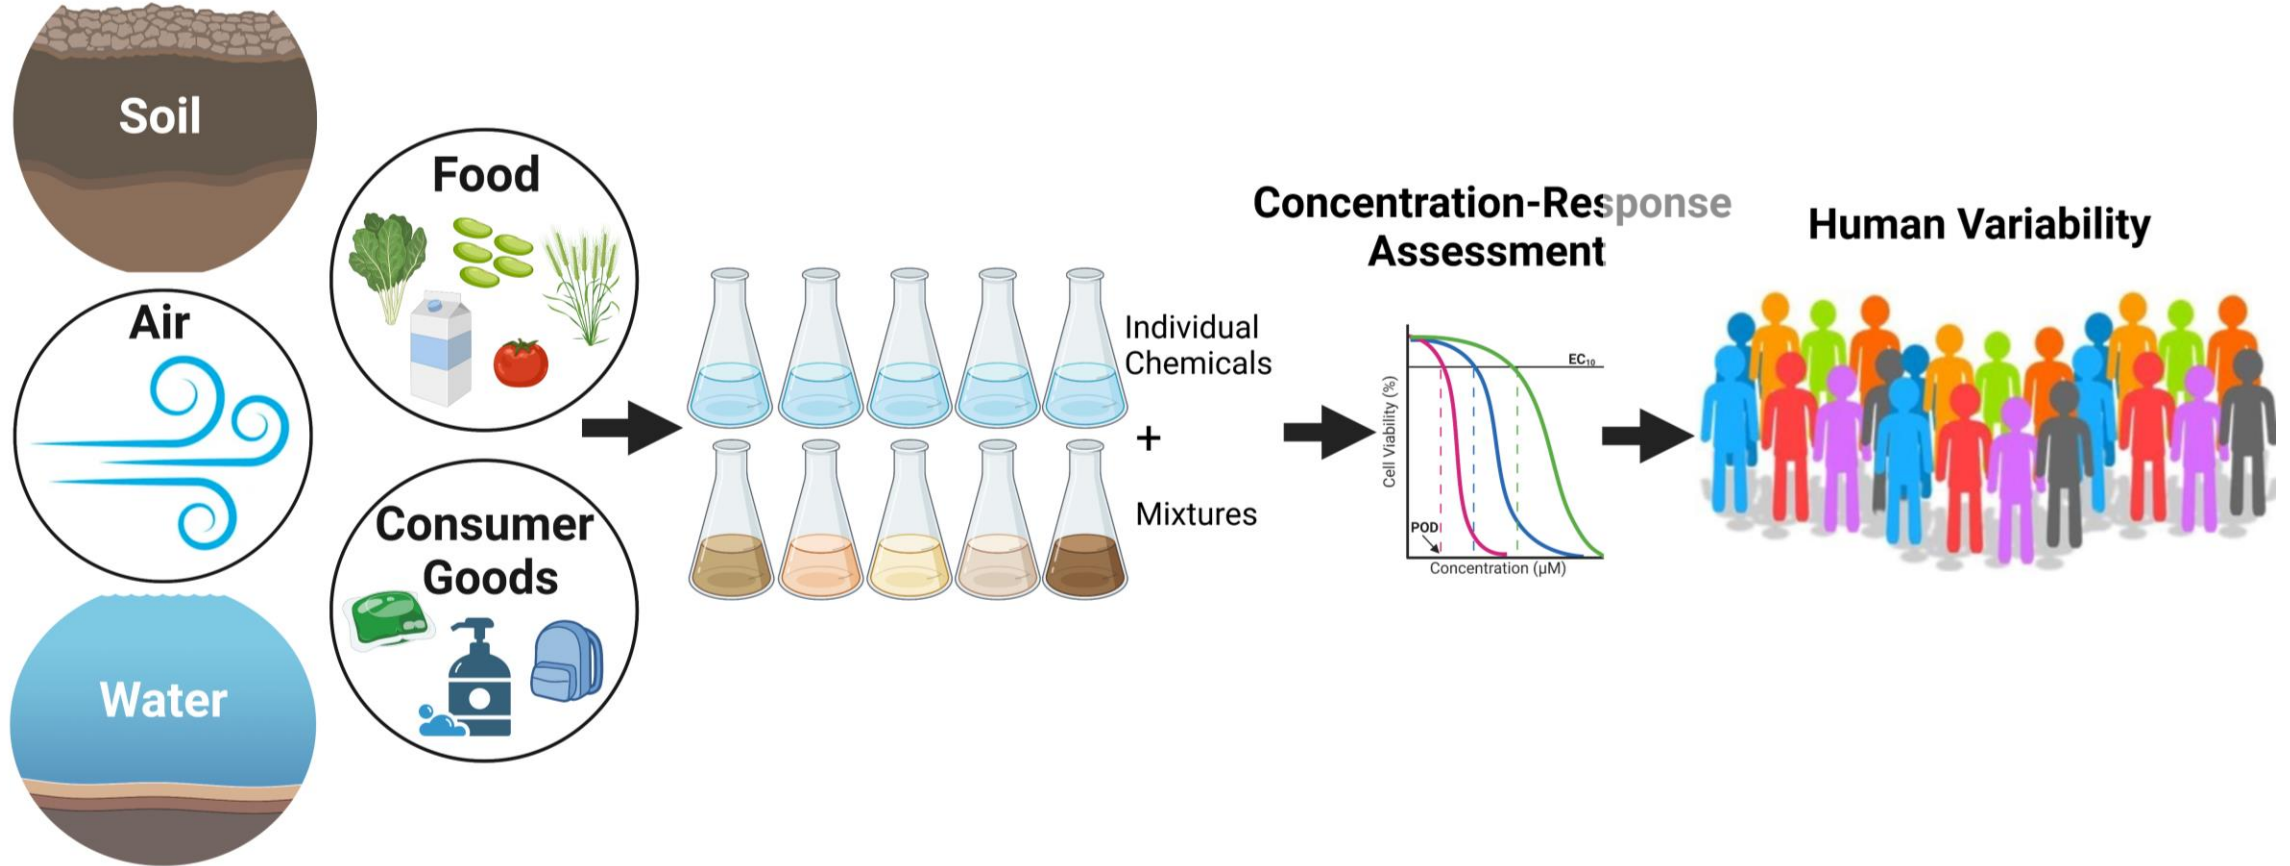 Soil
Air
Water
Food
Consumer
Goods
Individual
Chemicals
+
Mixtures
Concentration-Response
Assessment
EC₁₀
Cell Viability (%)
POD
Concentration (µM)
Human Variability